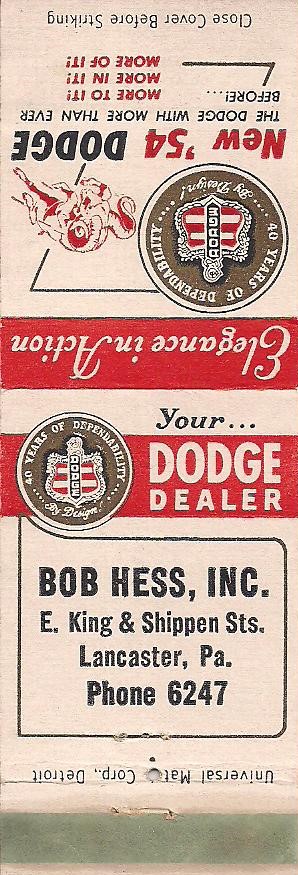 Close Cover Before Striking
New '54 DODGE
THE DODGE WITH MORE THAN EVER
BEFORE!...
MORE TO IT!
MORE IN IT!
MORE OF IT!
40 YEARS OF DEPENDABILITY
DODGE
By Design!
Elegance in Action
Your...
DODGE
DEALER
40 YEARS OF DEPENDABILITY
DODGE
By Design!
BOB HESS, INC.
E. King & Shippen Sts.
Lancaster, Pa.
Phone 6247
Universal Mat Corp., Detroit